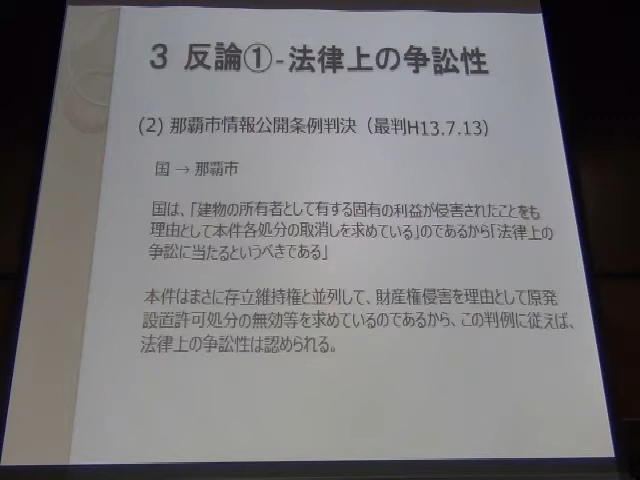 3 反論①-法律上の争訟性
(2) 那覇市情報公開条例判決（最判H13.7.13）
国 → 那覇市
国は、「建物の所有者として有する固有の利益が侵害されたことをも
理由として本件各処分の取消しを求めている」のであるから「法律上の
争訟に当たるというべきである」
本件はまさに存立維持権と並列して、財産権侵害を理由として原発
設置許可処分の無効等を求めているのであるから、この判例に従えば、
法律上の争訟性は認められる。